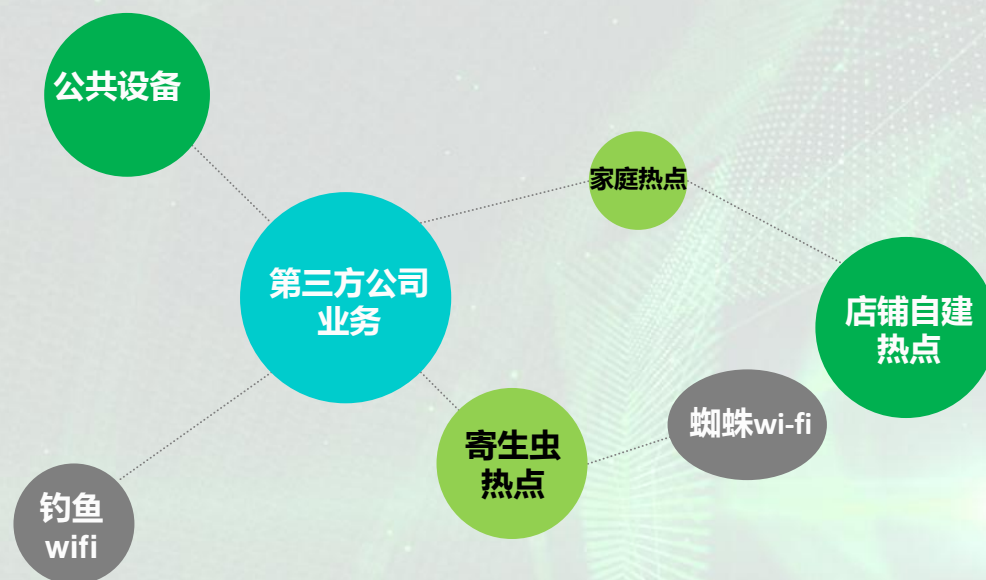 公共设备
家庭热点
第三方公司
业务
店铺自建
热点
蜘蛛wi-fi
寄生虫
热点
钓鱼
wifi